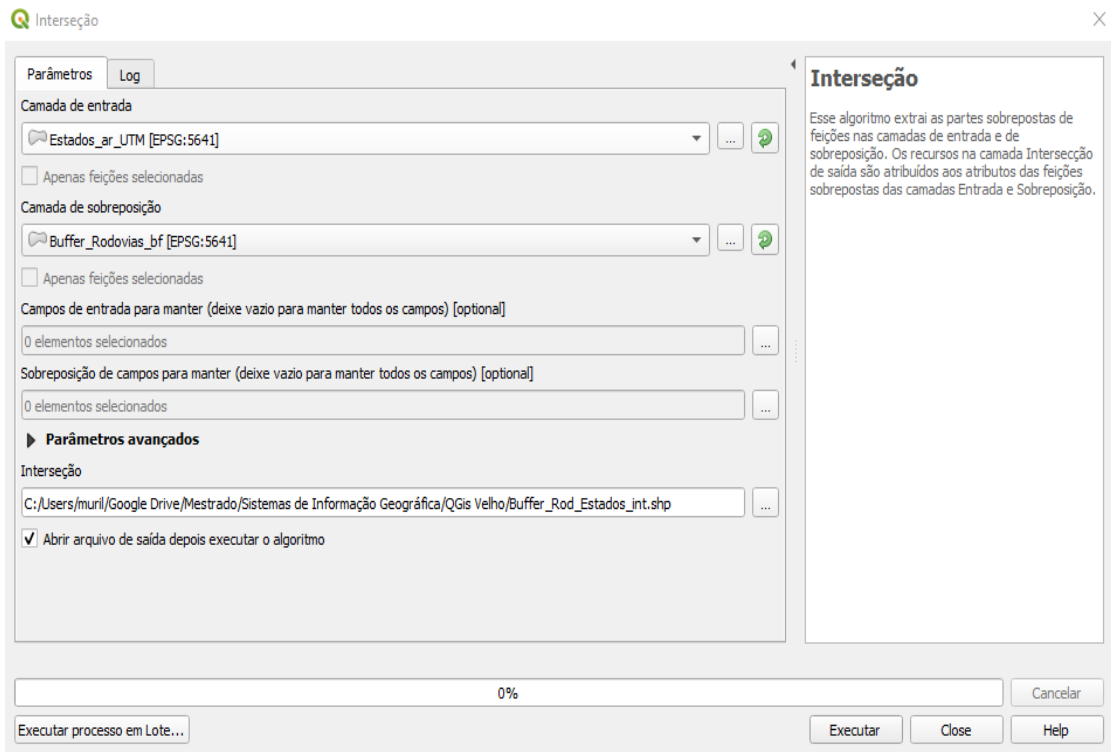 Interseção
Parâmetros
Log
Camada de entrada
Estados_ar_UTM [EPSG:5641]
...
Apenas feições selecionadas
Camada de sobreposição
Buffer_Rodovias_bf [EPSG:5641]
...
Apenas feições selecionadas
Campos de entrada para manter (deixe vazio para manter todos os campos) [optional]
0 elementos selecionados
...
Sobreposição de campos para manter (deixe vazio para manter todos os campos) [optional]
0 elementos selecionados
...
Parâmetros avançados
Interseção
C:/Users/muril/Google Drive/Mestrado/Sistemas de Informação Geográfica/QGis Velho/Buffer_Rod_Estados_int.shp
...
Abrir arquivo de saída depois executar o algoritmo
Interseção
Esse algoritmo extrai as partes sobrepostas de
feições nas camadas de entrada e de
sobreposição. Os recursos na camada Intersecção
de saída são atribuídos aos atributos das feições
sobrepostas das camadas Entrada e Sobreposição.
0%
Cancelar
Executar processo em Lote...
Executar
Close
Help